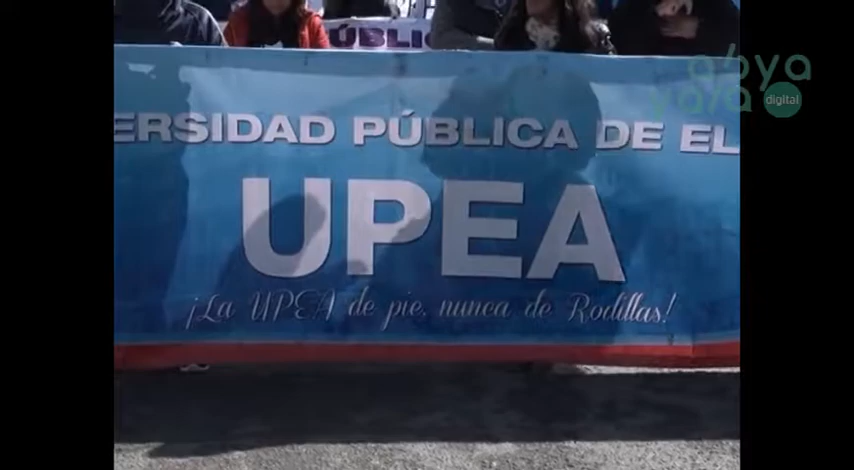 PÚBLIC
abya
yala
digital
ERSIDAD PÚBLICA DE EL
UPEA
¡La UPEA de pie, nunca de Rodillas!